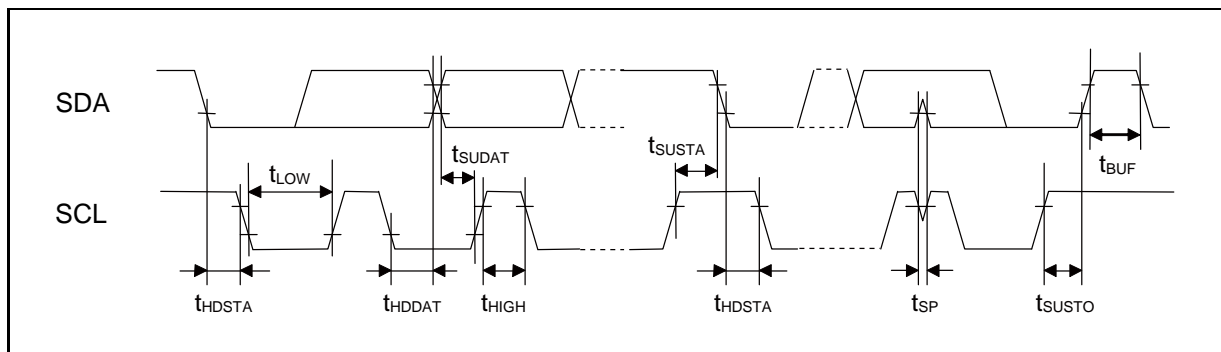 SDA
tSUDAT
tSUSTA
tBUF
tLOW
SCL
tHDSTA
tHDDAT
tHIGH
tHDSTA
tSP
tSUSTO